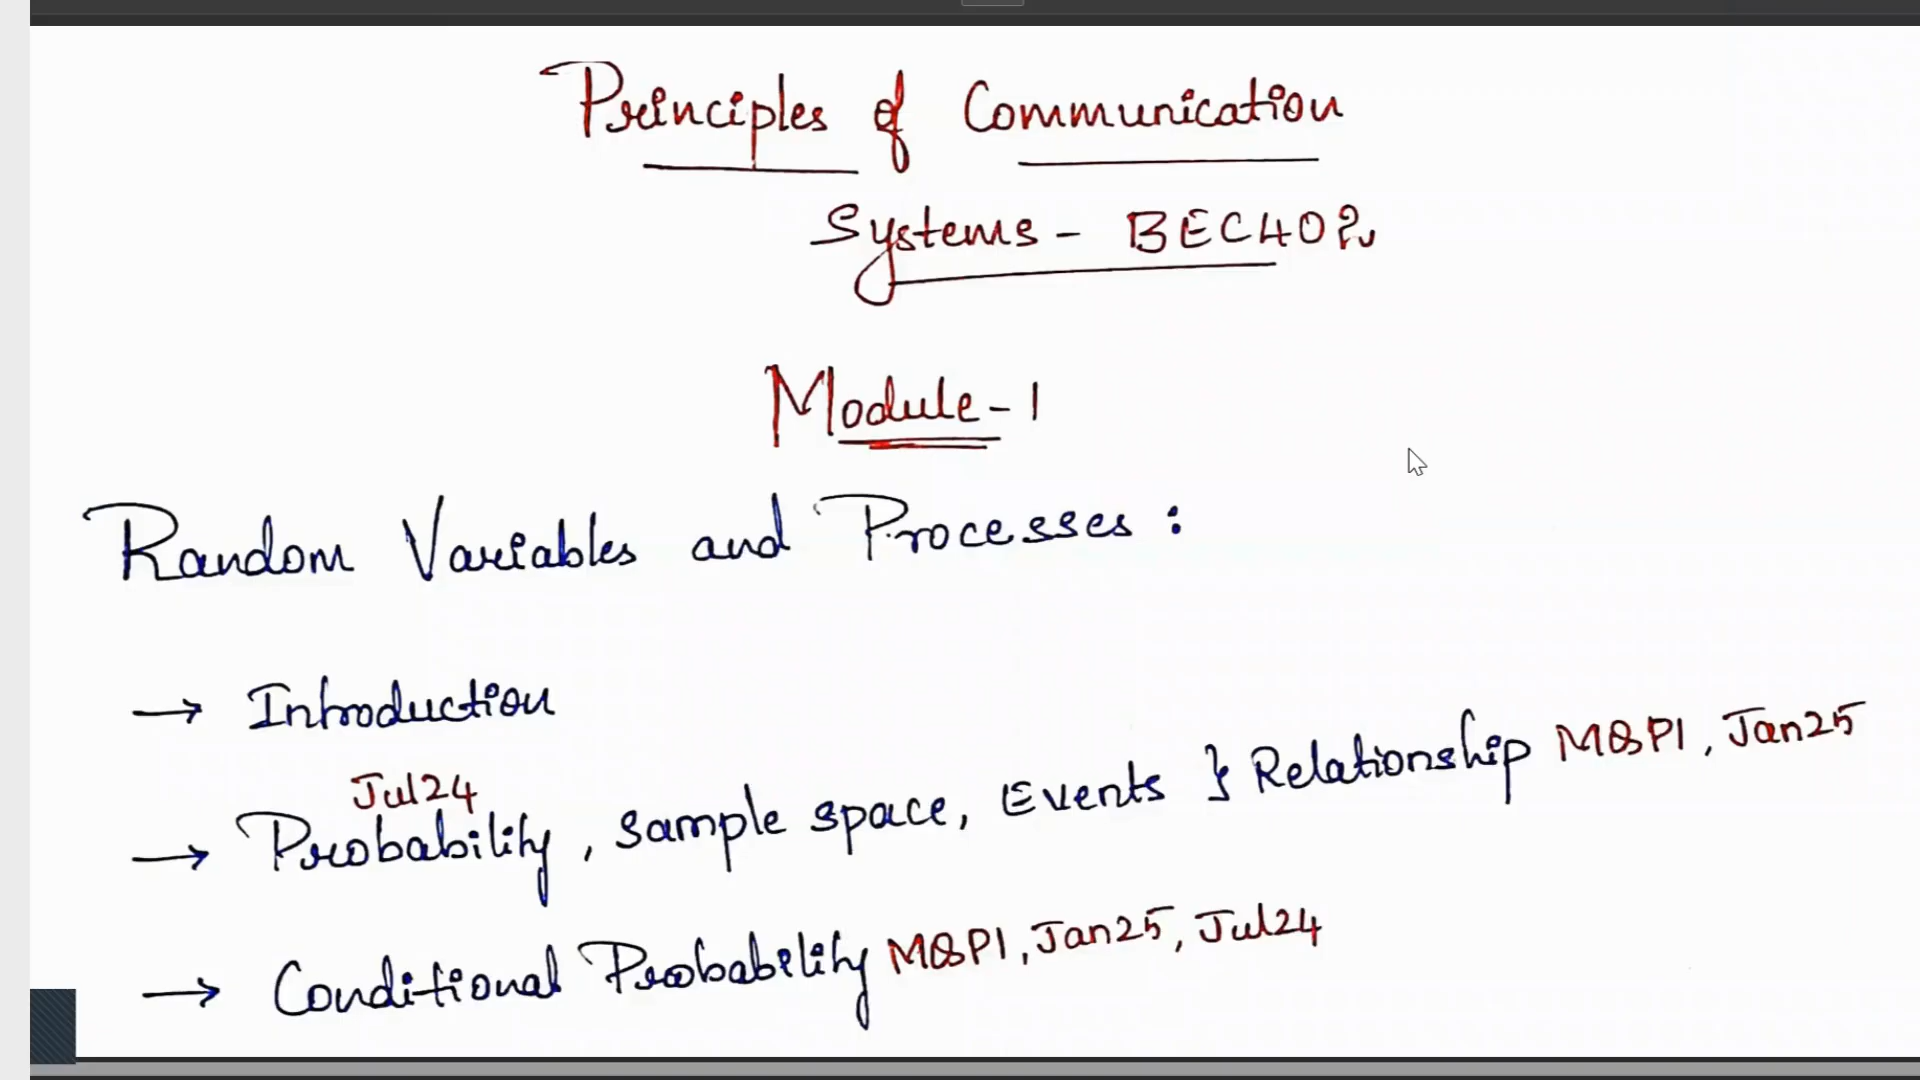 Principles of Communication
Systems - BEC402
Module-1
Random Variables and Processes :
→ Introduction
Jul24
→ Probability, Sample space, Events } Relationship MQP1, Jan25
→ Conditional Probability MQP1, Jan25, Jul24